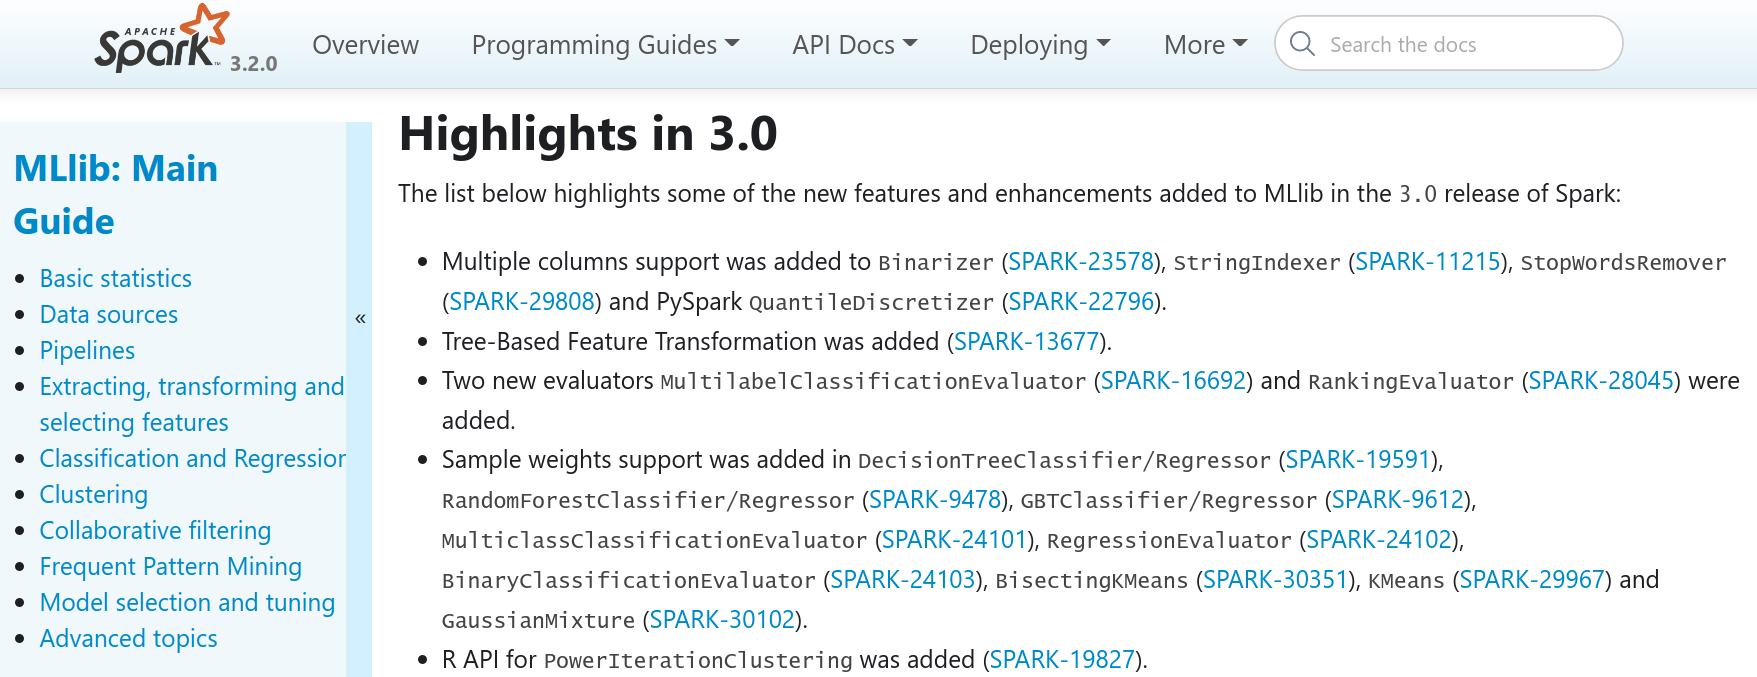 APACHE
Spark™ 3.2.0
Overview Programming Guides API Docs Deploying More Search the docs
MLlib: Main
Guide
• Basic statistics
• Data sources
• Pipelines
• Extracting, transforming and
selecting features
• Classification and Regression
• Clustering
• Collaborative filtering
• Frequent Pattern Mining
• Model selection and tuning
• Advanced topics
«
Highlights in 3.0
The list below highlights some of the new features and enhancements added to MLlib in the 3.0 release of Spark:
• Multiple columns support was added to Binarizer (SPARK-23578), StringIndexer (SPARK-11215), StopWordsRemover
(SPARK-29808) and PySpark QuantileDiscretizer (SPARK-22796).
• Tree-Based Feature Transformation was added (SPARK-13677).
• Two new evaluators MultilabelClassificationEvaluator (SPARK-16692) and RankingEvaluator (SPARK-28045) were
added.
• Sample weights support was added in DecisionTreeClassifier/Regressor (SPARK-19591),
RandomForestClassifier/Regressor (SPARK-9478), GBTClassifier/Regressor (SPARK-9612),
MulticlassClassificationEvaluator (SPARK-24101), RegressionEvaluator (SPARK-24102),
BinaryClassificationEvaluator (SPARK-24103), BisectingKMeans (SPARK-30351), KMeans (SPARK-29967) and
GaussianMixture (SPARK-30102).
• R API for PowerIterationClustering was added (SPARK-19827).